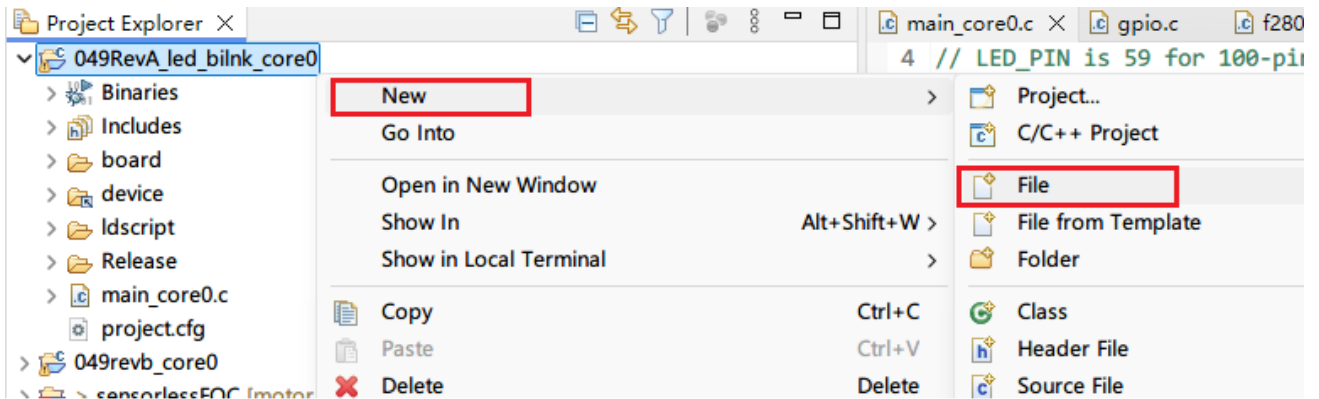 Project Explorer
main_core0.c
gpio.c
f280
049RevA_led_bilnk_core0
4 // LED_PIN is 59 for 100-pi
Binaries
New
Project...
Includes
Go Into
C/C++ Project
board
device
Open in New Window
File
ldscript
Show In Alt+Shift+W >
File from Template
Release
Show in Local Terminal
Folder
main_core0.c
Copy Ctrl+C
Class
project.cfg
Paste Ctrl+V
Header File
049revb_core0
Delete Delete
Source File
sensorlessFOC [motor